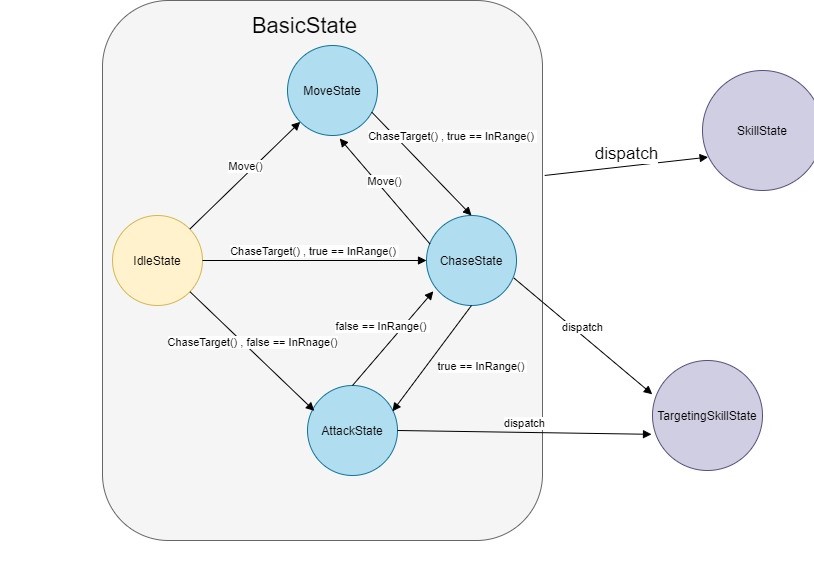 BasicState
MoveState
ChaseTarget() , true == InRange()
SkillState
dispatch
Move()
Move()
ChaseTarget() , true == InRange()
IdleState
ChaseState
false == InRange()
dispatch
ChaseTarget() , false == InRnage()
true == InRange()
TargetingSkillState
dispatch
AttackState